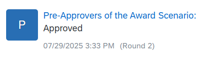 P
Pre-Approvers of the Award Scenario:
Approved
07/29/2025 3:33 PM (Round 2)